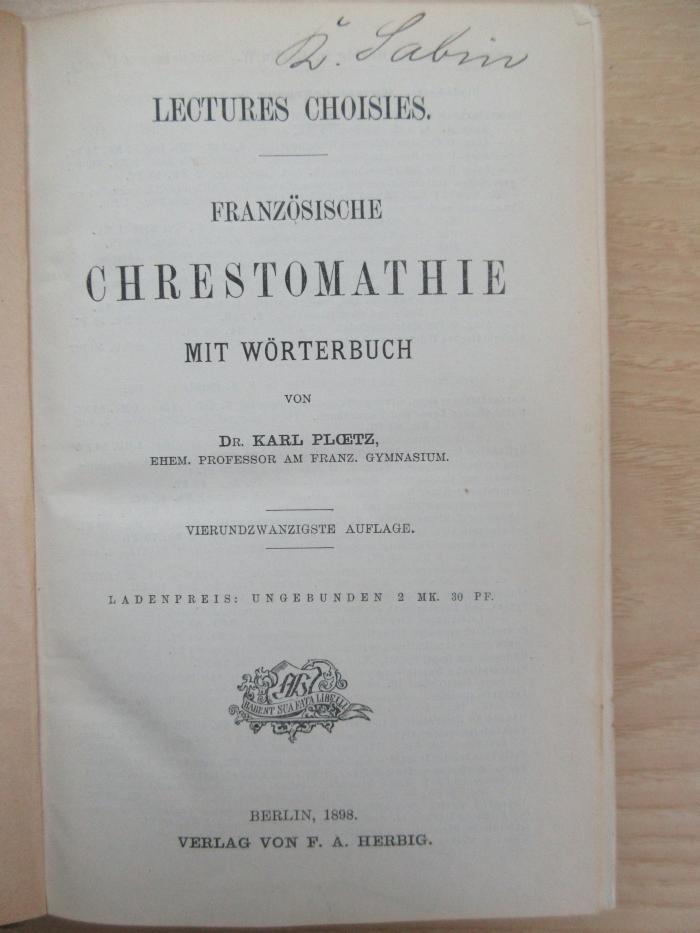 K. Sabin
LECTURES CHOISIES.
FRANZÖSISCHE
CHRESTOMATHIE
MIT WÖRTERBUCH
VON
DR. KARL PLŒTZ,
EHEM. PROFESSOR AM FRANZ. GYMNASIUM.
VIERUNDZWANZIGSTE AUFLAGE.
LADENPREIS: UNGEBUNDEN 2 MK. 30 PF.
HABENT SUA FATA LIBELLI
BERLIN, 1898.
VERLAG VON F. A. HERBIG.